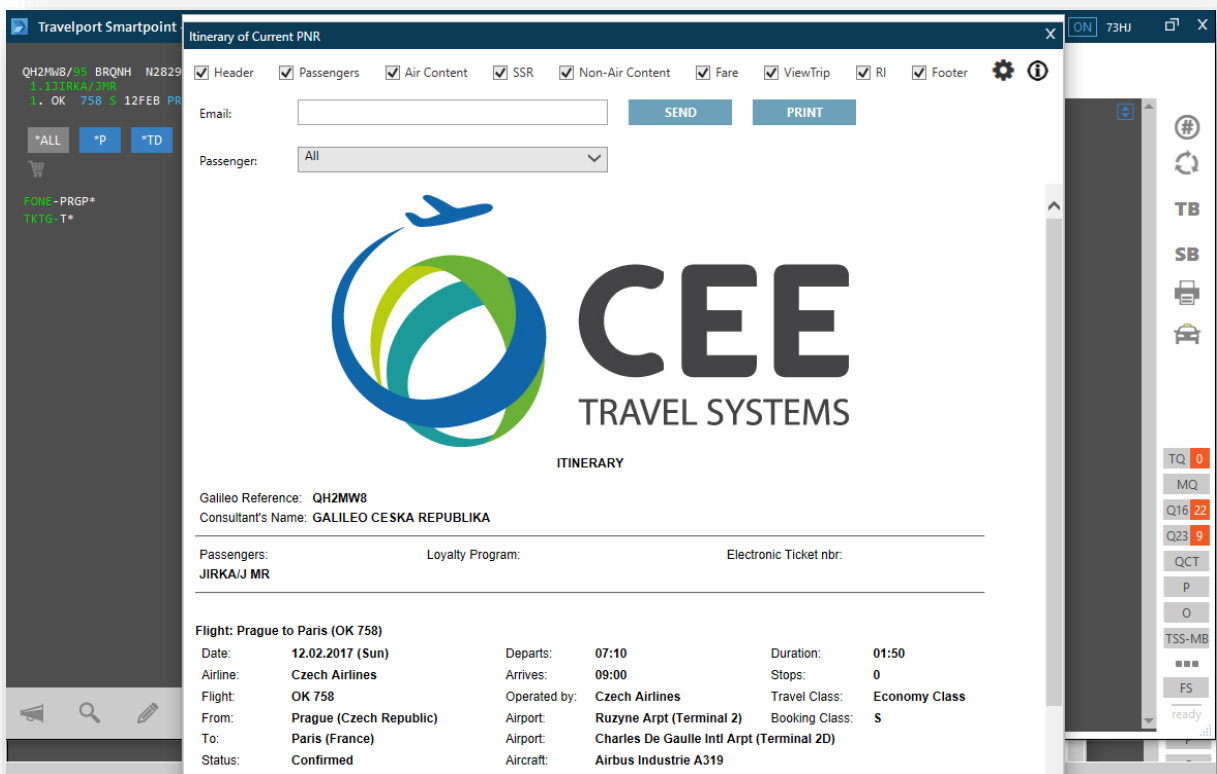 Travelport Smartpoint
ON 73HJ X
Itinerary of Current PNR X
QH2MW8/95 BRQNH N2829
1.1JIRKA/JMR
1. OK 758 S 12FEB PR
*ALL *P *TD
FONE-PRGP*
TKTG-T*
Header Passengers Air Content SSR Non-Air Content Fare ViewTrip RI Footer
Email: SEND PRINT
Passenger: All
CEE
TRAVEL SYSTEMS
ITINERARY
Galileo Reference: QH2MW8
Consultant's Name: GALILEO CESKA REPUBLIKA
Passengers: Loyalty Program: Electronic Ticket nbr:
JIRKA/J MR
Flight: Prague to Paris (OK 758)
Date: 12.02.2017 (Sun) Departs: 07:10 Duration: 01:50
Airline: Czech Airlines Arrives: 09:00 Stops: 0
Flight: OK 758 Operated by: Czech Airlines Travel Class: Economy Class
From: Prague (Czech Republic) Airport: Ruzyne Arpt (Terminal 2) Booking Class: S
To: Paris (France) Airport: Charles De Gaulle Intl Arpt (Terminal 2D)
Status: Confirmed Aircraft: Airbus Industrie A319
#
TB
SB
TQ 0
MQ
Q16 22
Q23 9
QCT
P
O
TSS-MB
FS
ready